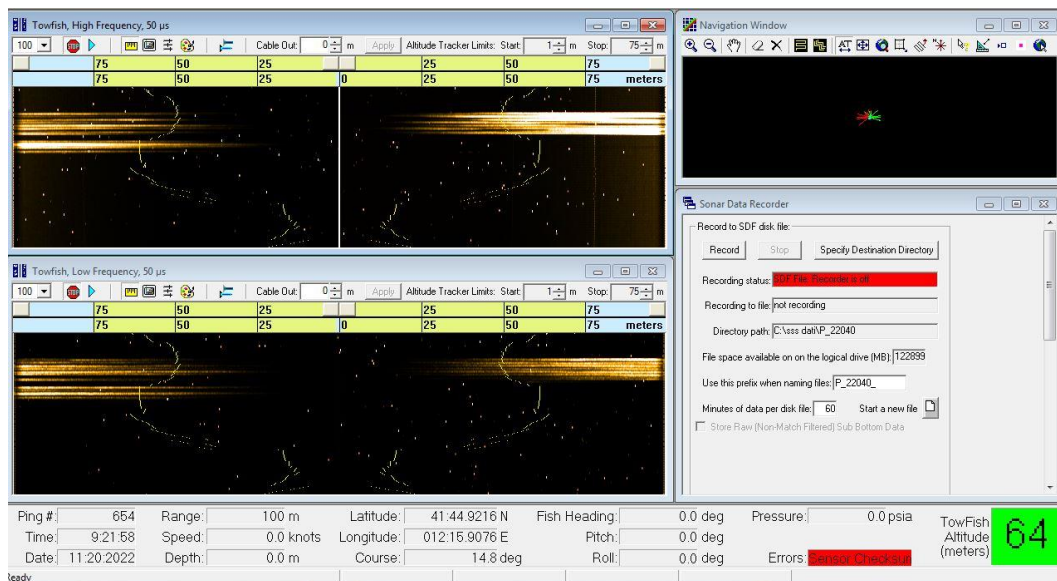 Towfish, High Frequency, 50 µs
100 Cable Out: 0 m Apply Altitude Tracker Limits: Start: 1 m Stop: 75 m
75 50 25 25 50 75
75 50 25 0 25 50 75 meters
Navigation Window
Sonar Data Recorder
Record to SDF disk file:
Record Stop Specify Destination Directory
Recording status: SDF File: Recorder is off.
Recording to file: not recording
Directory path: C:\sss dati\P_22040
File space available on on the logical drive (MB): 122899
Use this prefix when naming files: P_22040_
Minutes of data per disk file: 60 Start a new file
Store Raw (Non-Match Filtered) Sub Bottom Data
Towfish, Low Frequency, 50 µs
100 Cable Out: 0 m Apply Altitude Tracker Limits: Start: 1 m Stop: 75 m
75 50 25 25 50 75
75 50 25 0 25 50 75 meters
Ping #: 654 Range: 100 m Latitude: 41:44.9216 N Fish Heading: 0.0 deg Pressure: 0.0 psia
Time: 9:21:58 Speed: 0.0 knots Longitude: 012:15.9076 E Pitch: 0.0 deg
Date: 11:20:2022 Depth: 0.0 m Course: 14.8 deg Roll: 0.0 deg Errors: Sensor Checksun
TowFish
Altitude
(meters)
64
Ready